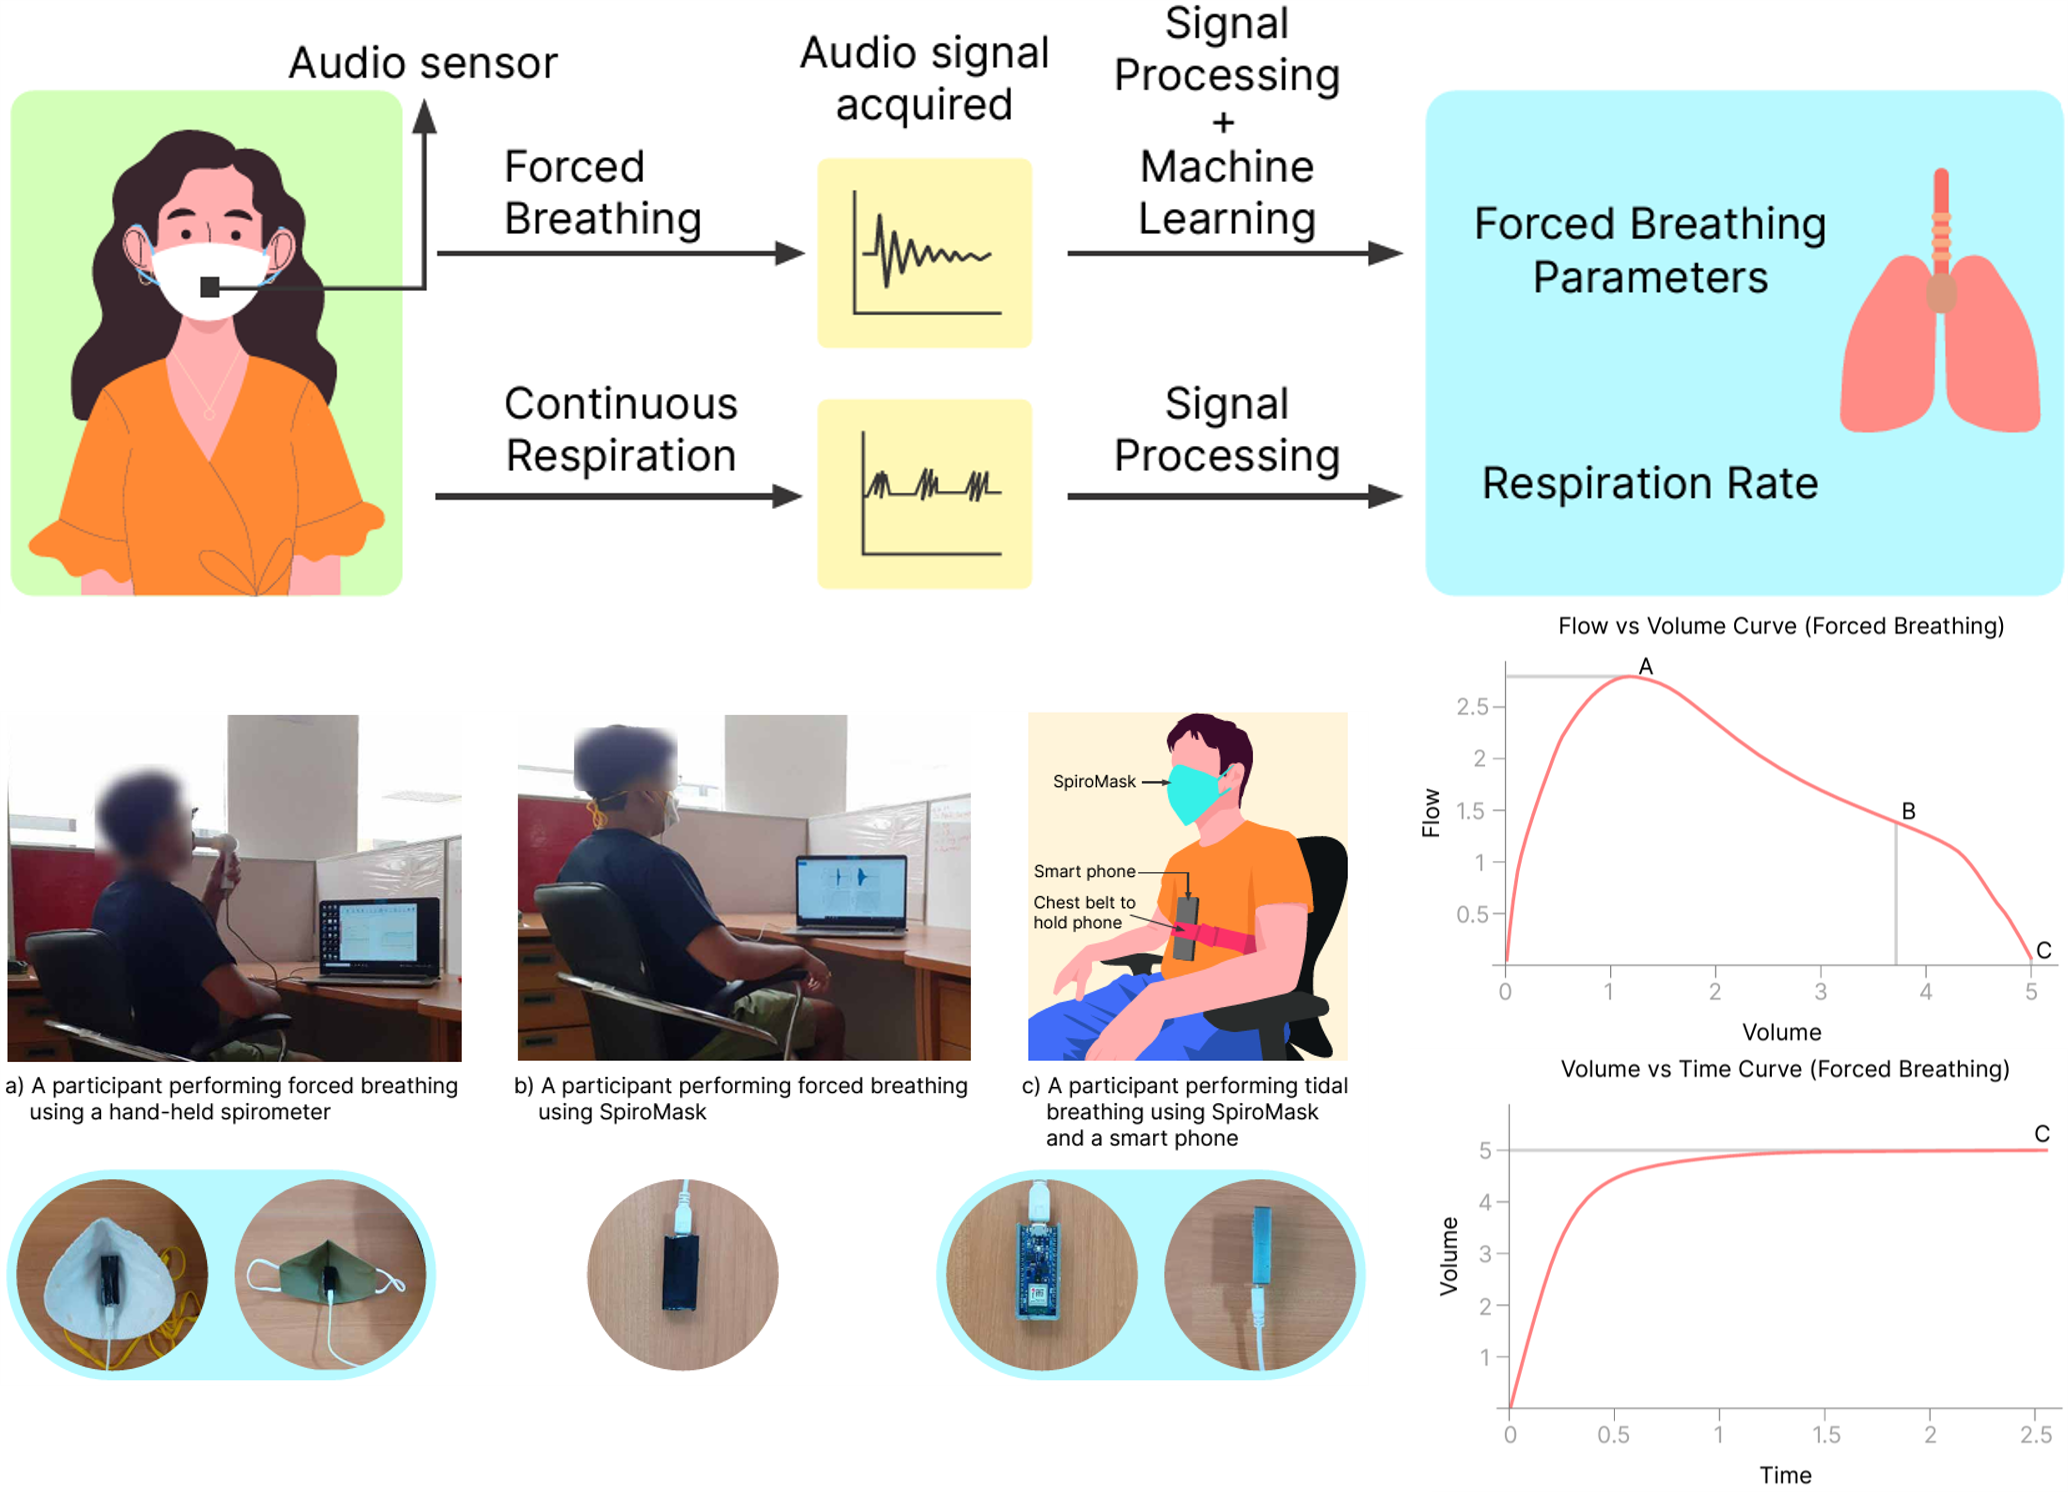 Audio sensor
Audio signal
acquired
Signal
Processing
+
Machine
Learning
Forced
Breathing
Forced Breathing
Parameters
Continuous
Respiration
Signal
Processing
Respiration Rate
SpiroMask
Smart phone
Chest belt to
hold phone
a) A participant performing forced breathing
using a hand-held spirometer
b) A participant performing forced breathing
using SpiroMask
c) A participant performing tidal
breathing using SpiroMask
and a smart phone
Flow vs Volume Curve (Forced Breathing)
A
2.5
2
1.5
B
1
0.5
C
Flow
0 1 2 3 4 5
Volume
Volume vs Time Curve (Forced Breathing)
C
5
4
3
2
1
Volume
0 0.5 1 1.5 2 2.5
Time